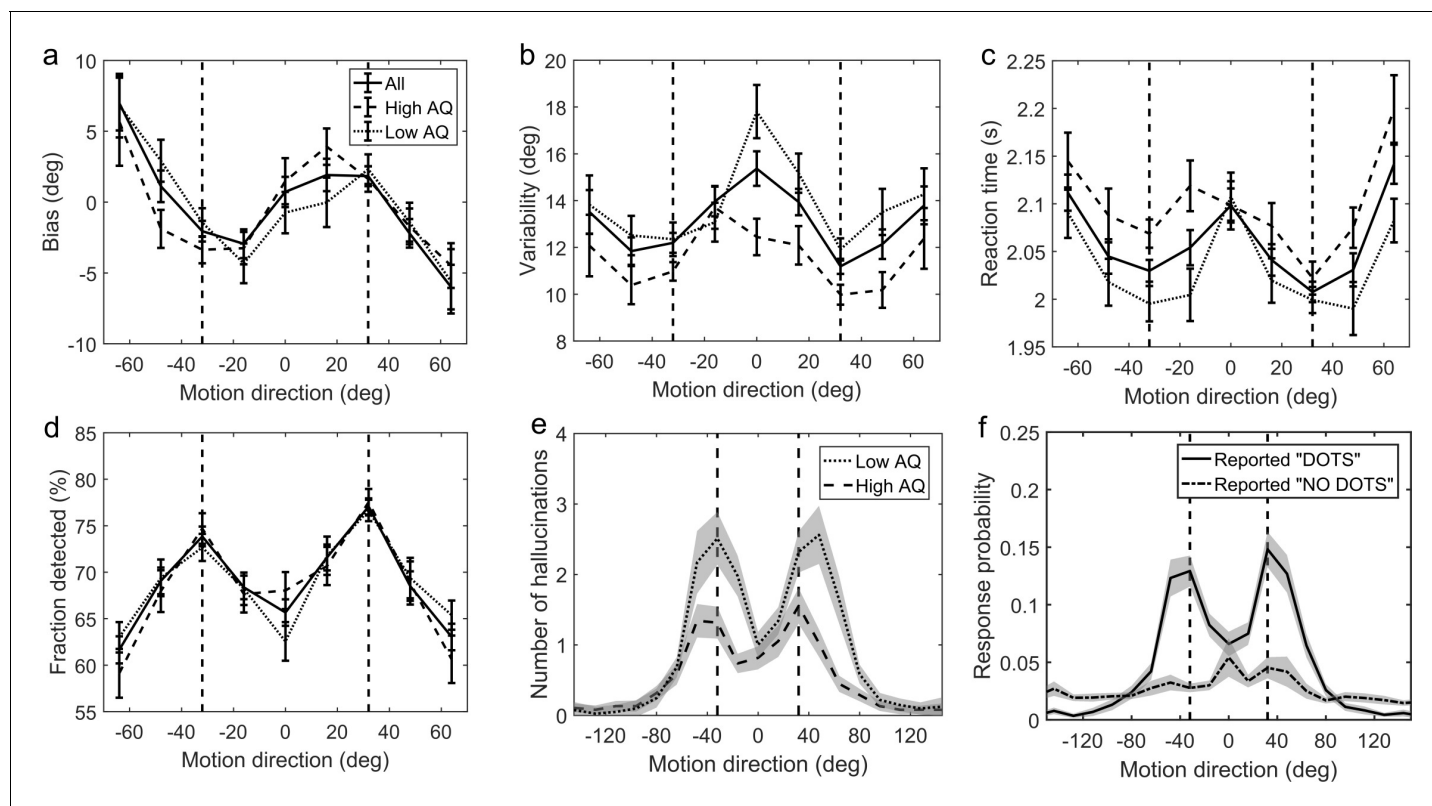 a
10
5
0
-5
-10
Bias (deg)
-60 -40 -20 0 20 40 60
Motion direction (deg)
All
High AQ
Low AQ
b
20
18
16
14
12
10
8
Variability (deg)
-60 -40 -20 0 20 40 60
Motion direction (deg)
c
2.25
2.2
2.15
2.1
2.05
2
1.95
Reaction time (s)
-60 -40 -20 0 20 40 60
Motion direction (deg)
d
85
80
75
70
65
60
55
Fraction detected (%)
-60 -40 -20 0 20 40 60
Motion direction (deg)
e
4
3
2
1
0
Number of hallucinations
-120 -80 -40 0 40 80 120
Motion direction (deg)
Low AQ
High AQ
f
0.25
0.2
0.15
0.1
0.05
0
Response probability
-120 -80 -40 0 40 80 120
Motion direction (deg)
Reported "DOTS"
Reported "NO DOTS"